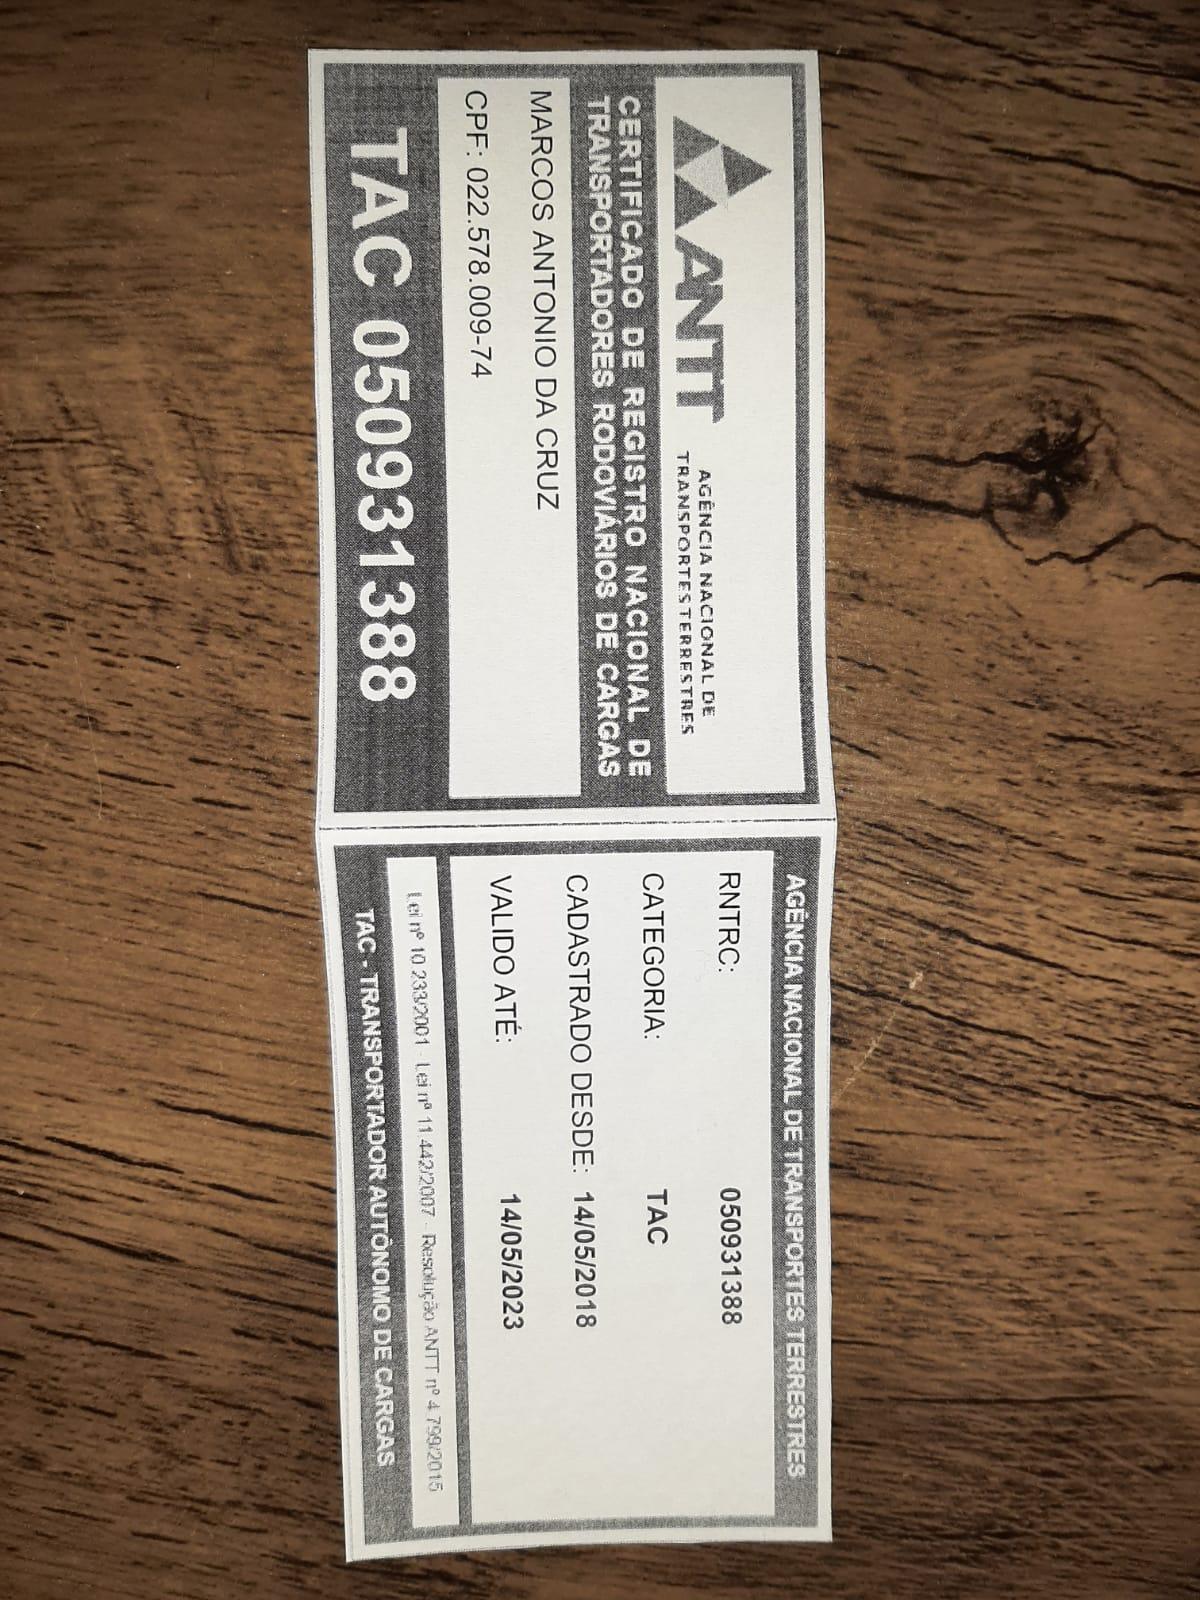 ANTT
AGÊNCIA NACIONAL DE
TRANSPORTES TERRESTRES
CERTIFICADO DE REGISTRO NACIONAL DE
TRANSPORTADORES RODOVIÁRIOS DE CARGAS
MARCOS ANTONIO DA CRUZ
CPF: 022.578.009-74
TAC 050931388
AGÊNCIA NACIONAL DE TRANSPORTES TERRESTRES
RNTRC: 050931388
CATEGORIA: TAC
CADASTRADO DESDE: 14/05/2018
VALIDO ATÉ: 14/05/2023
Lei nº 10.233/2001 - Lei nº 11.442/2007 - Resolução ANTT nº 4.799/2015
TAC - TRANSPORTADOR AUTÔNOMO DE CARGAS